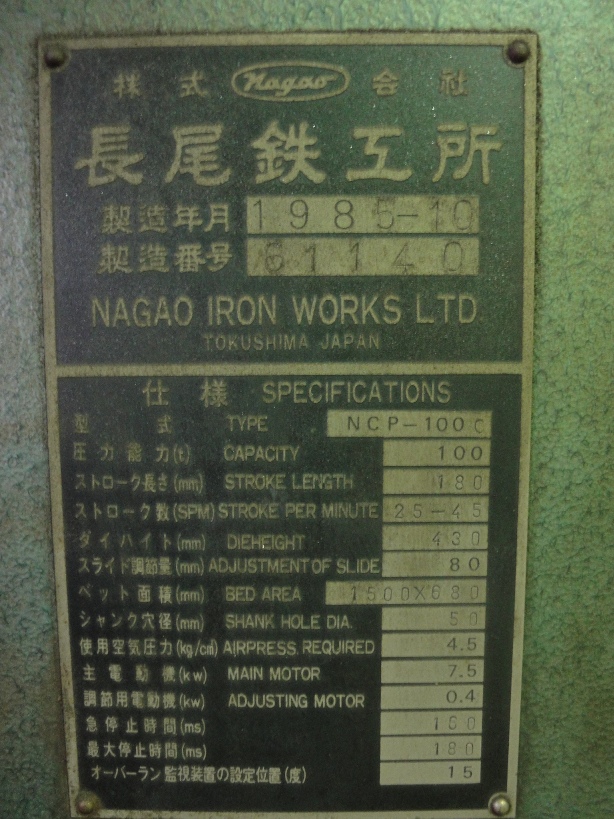 株式 Nagao 会社
長尾鉄工所
製造年月 1985-10
製造番号 61140
NAGAO IRON WORKS LTD
TOKUSHIMA JAPAN
仕様 SPECIFICATIONS
型式 TYPE NCP-100C
圧力能力(t) CAPACITY 100
ストローク長さ(mm) STROKE LENGTH 180
ストローク数(SPM) STROKE PER MINUTE 25-45
ダイハイト(mm) DIEHEIGHT 430
スライド調節量(mm) ADJUSTMENT OF SLIDE 80
ベット面積(mm) BED AREA 1500X680
シャンク穴径(mm) SHANK HOLE DIA. 50
使用空気圧力(kg/c㎡) AIRPRESS. REQUIRED 4.5
主電動機(kw) MAIN MOTOR 7.5
調節用電動機(kw) ADJUSTING MOTOR 0.4
急停止時間(ms)
最大停止時間(ms) 180
オーバーラン監視装置の設定位置(度) 15